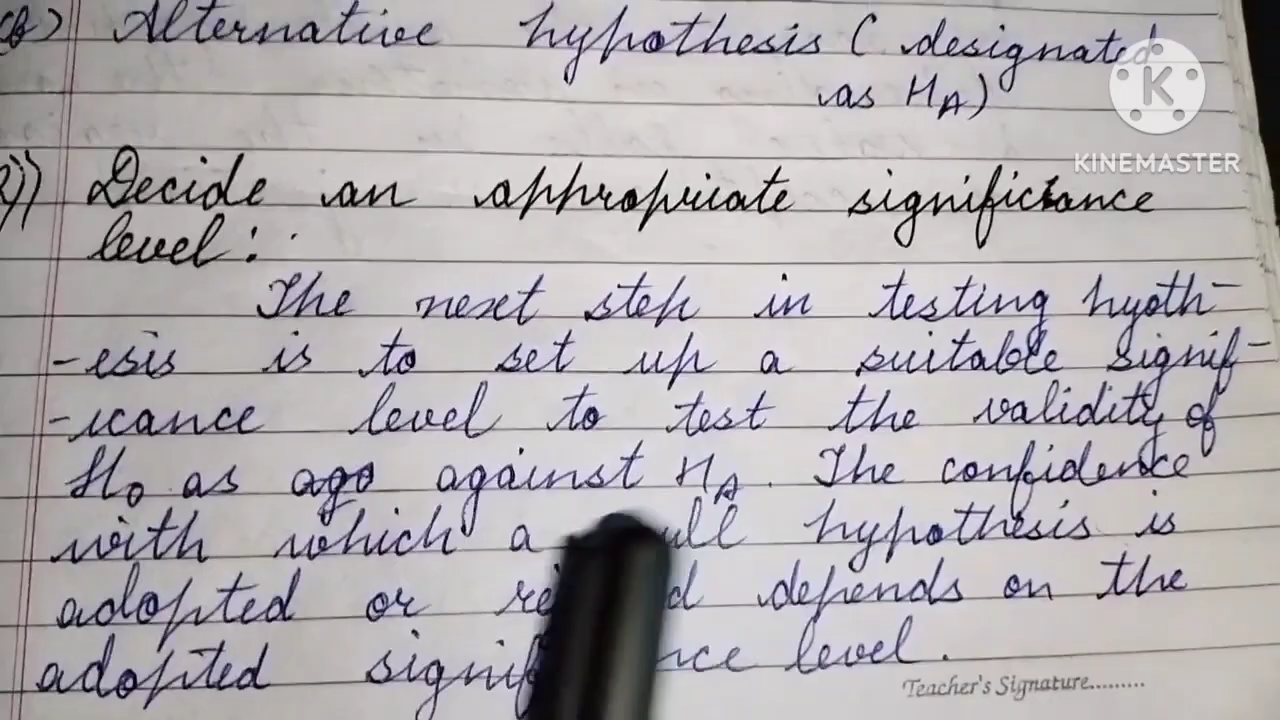 (b) Alternative hypothesis ( designated
as HA)
KINEMASTER
2)) Decide an appropriate significance
level :
The next step in testing hyoth-
-esis is to set up a suitable signif-
-icance level to test the validity of
H0 as ago against HA. The confidence
with which a hypothesis is
adopted or depends on the
adopted level.
Teacher's Signature.........